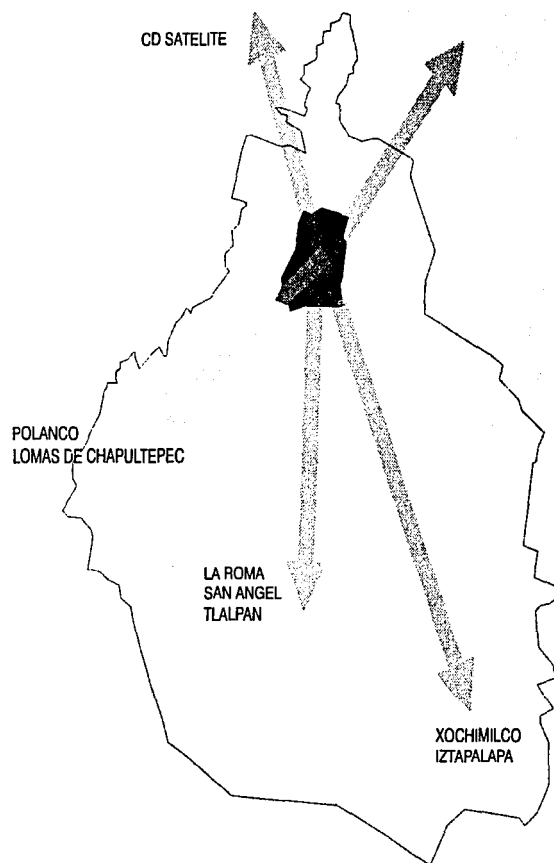 CD SATELITE
POLANCO
LOMAS DE CHAPULTEPEC
LA ROMA
SAN ANGEL
TLALPAN
XOCHIMILCO
IZTAPALAPA